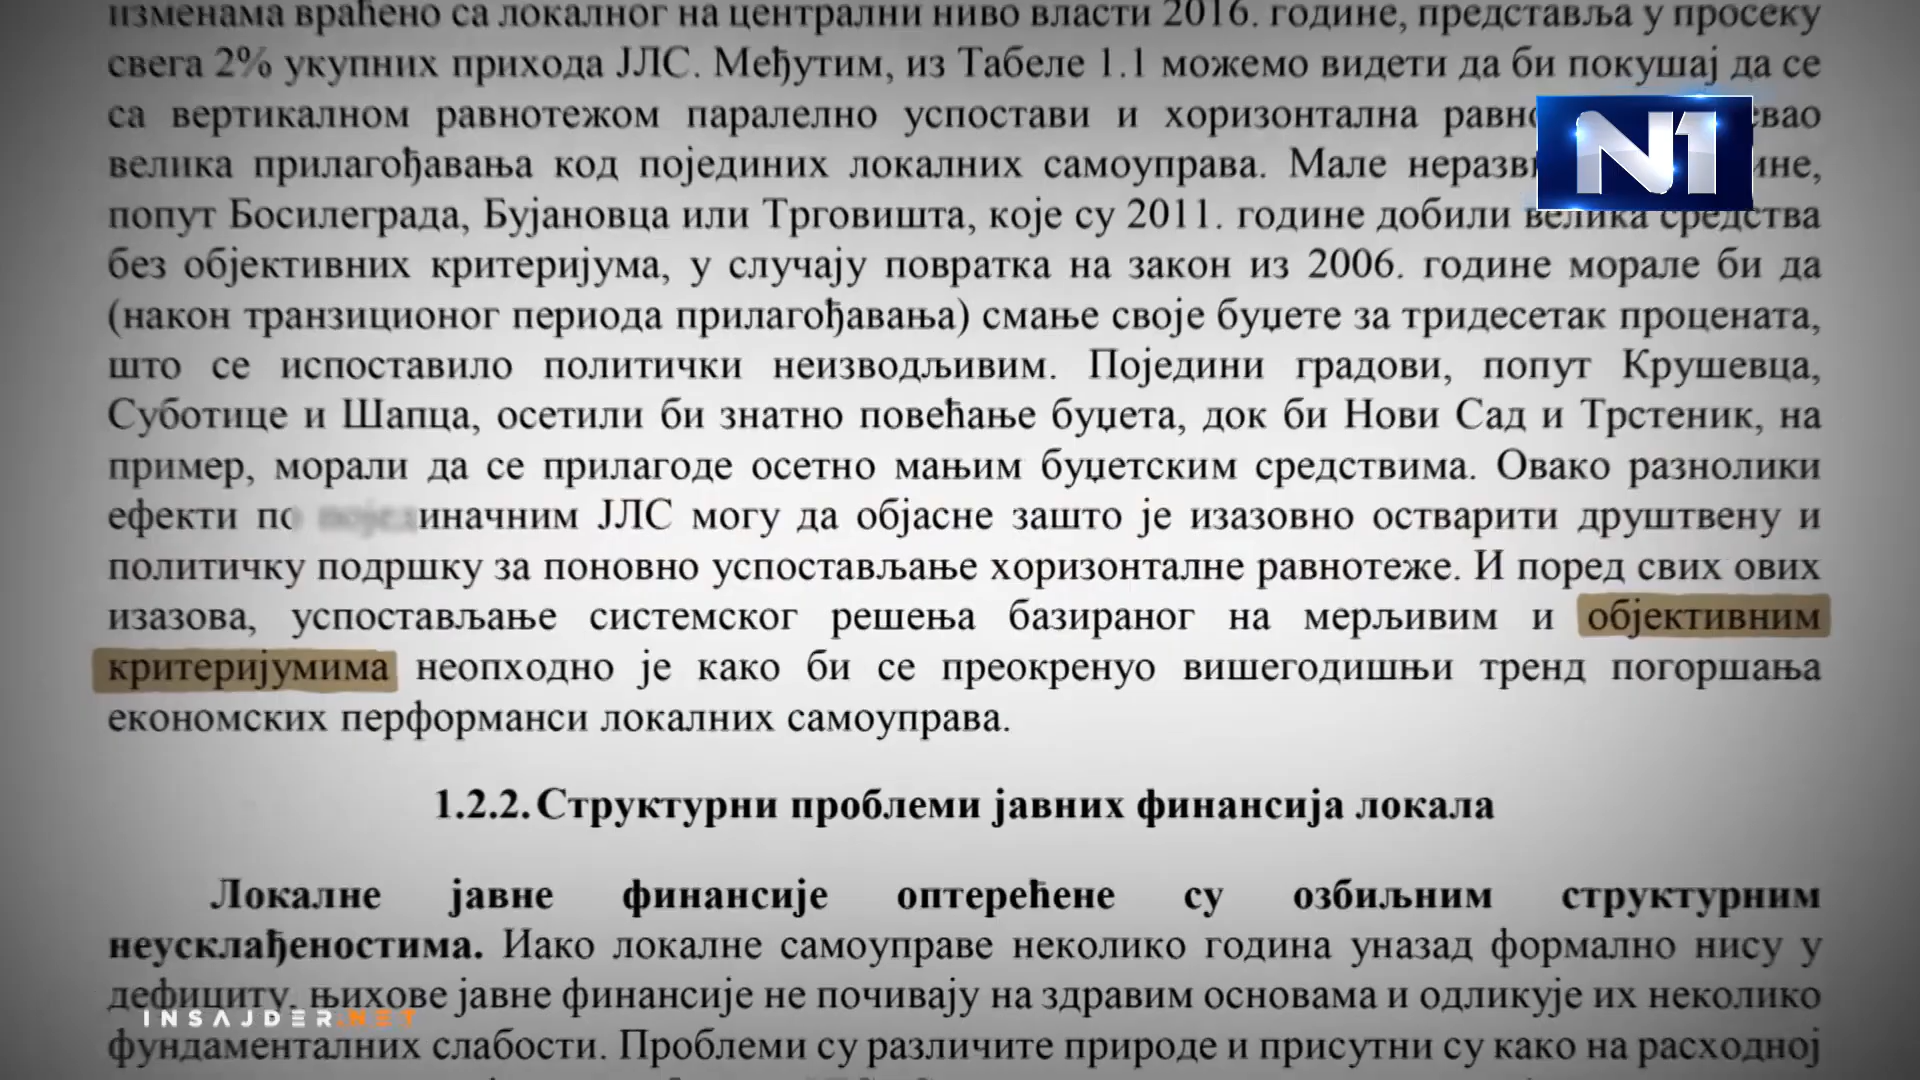 изменама враћено са локалног на централни ниво власти 2016. године, представља у просеку
свега 2% укупних прихода ЈЛС. Међутим, из Табеле 1.1 можемо видети да би покушај да се
са вертикалном равнотежом паралелно успостави и хоризонтална
велика прилагођавања код појединих локалних самоуправа. Мале
N1
попут Босилеграда, Бујановца или Трговишта, које су 2011. године добили велика средства
без објективних критеријума, у случају повратка на закон из 2006. године морале би да
(након транзиционог периода прилагођавања) смање своје буџете за тридесетак процената,
што се испоставило политички неизводљивим. Поједини градови, попут Крушевца,
Суботице и Шапца, осетили би знатно повећање буџета, док би Нови Сад и Трстеник, на
пример, морали да се прилагоде осетно мањим буџетским средствима. Овако разнолики
ефекти по појединачним ЈЛС могу да објасне зашто је изазовно остварити друштвену и
политичку подршку за поновно успостављање хоризонталне равнотеже. И поред свих ових
изазова, успостављање системског решења базираног на мерљивим и објективним
критеријумима неопходно је како би се преокренуо вишегодишњи тренд погоршања
економских перформанси локалних самоуправа.
1.2.2. Структурни проблеми јавних финансија локала
Локалне јавне финансије оптерећене су озбиљним структурним
неусклађеностима. Иако локалне самоуправе неколико година уназад формално нису у
дефициту, њихове јавне финансије не почивају на здравим основама и одликује их неколико
INSAJDER.NET
фундаменталних слабости. Проблеми су различите природе и присутни су како на расходној